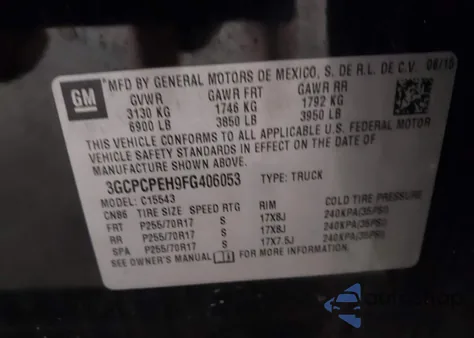 GM
MFD BY GENERAL MOTORS DE MEXICO, S. DE R.L. DE C.V. 06/15
GVWR GAWR FRT GAWR RR
3130 KG 1746 KG 1792 KG
6900 LB 3850 LB 3950 LB
THIS VEHICLE CONFORMS TO ALL APPLICABLE U.S. FEDERAL MOTOR
VEHICLE SAFETY STANDARDS IN EFFECT ON THE DATE OF
MANUFACTURE SHOWN ABOVE.
3GCPCPEH9FG406053 TYPE: TRUCK
MODEL: C15543
CN86 TIRE SIZE SPEED RTG RIM COLD TIRE PRESSURE
FRT P255/70R17 S 17X8J 240KPA(35PSI)
RR P255/70R17 S 17X8J 240KPA(35PSI)
SPA P255/70R17 S 17X7.5J 240KPA(35PSI)
SEE OWNER'S MANUAL FOR MORE INFORMATION.